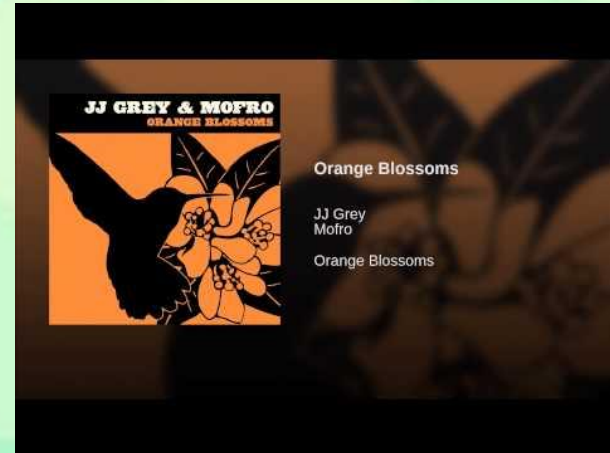 JJ GREY & MOFRO
ORANGE BLOSSOMS
Orange Blossoms
JJ Grey
Mofro
Orange Blossoms